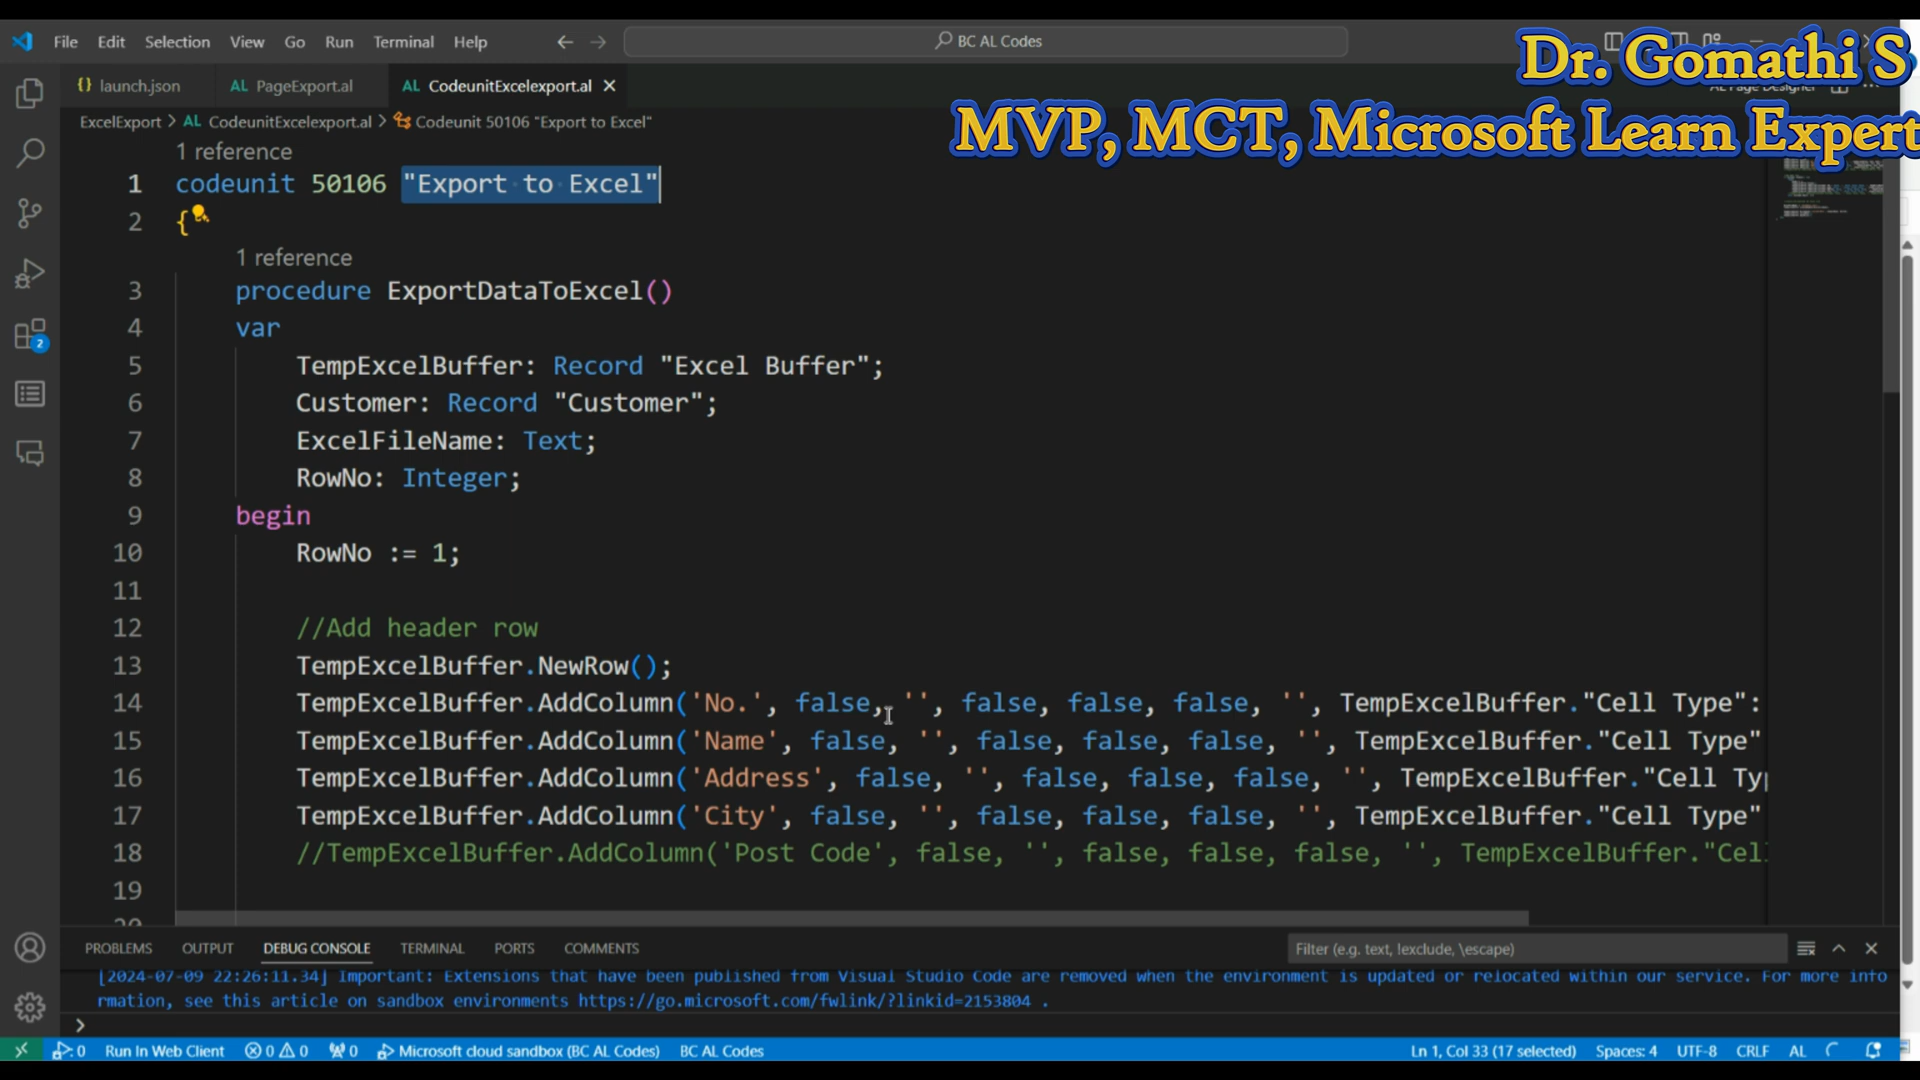 File Edit Selection View Go Run Terminal Help
BC AL Codes
Dr. Gomathi S
MVP, MCT, Microsoft Learn Expert
{} launch.json
AL PageExport.al
AL CodeunitExcelexport.al
AL Page Designer
ExcelExport > AL CodeunitExcelexport.al > Codeunit 50106 "Export to Excel"
1 reference
1 codeunit 50106 "Export to Excel"
2 {
1 reference
3 procedure ExportDataToExcel()
4 var
5 TempExcelBuffer: Record "Excel Buffer";
6 Customer: Record "Customer";
7 ExcelFileName: Text;
8 RowNo: Integer;
9 begin
10 RowNo := 1;
11
12 //Add header row
13 TempExcelBuffer.NewRow();
14 TempExcelBuffer.AddColumn('No.', false, '', false, false, false, '', TempExcelBuffer."Cell Type":
15 TempExcelBuffer.AddColumn('Name', false, '', false, false, false, '', TempExcelBuffer."Cell Type"
16 TempExcelBuffer.AddColumn('Address', false, '', false, false, false, '', TempExcelBuffer."Cell Typ
17 TempExcelBuffer.AddColumn('City', false, '', false, false, false, '', TempExcelBuffer."Cell Type"
18 //TempExcelBuffer.AddColumn('Post Code', false, '', false, false, false, '', TempExcelBuffer."Cel
19
20
2
PROBLEMS OUTPUT DEBUG CONSOLE TERMINAL PORTS COMMENTS
Filter (e.g. text, !exclude, \escape)
[2024-07-09 22:26:11.34] Important: Extensions that have been published from Visual Studio Code are removed when the environment is updated or relocated within our service. For more info
rmation, see this article on sandbox environments https://go.microsoft.com/fwlink/?linkid=2153804 .
>
0 Run In Web Client 0 0 0 Microsoft cloud sandbox (BC AL Codes) BC AL Codes
Ln 1, Col 33 (17 selected) Spaces: 4 UTF-8 CRLF AL